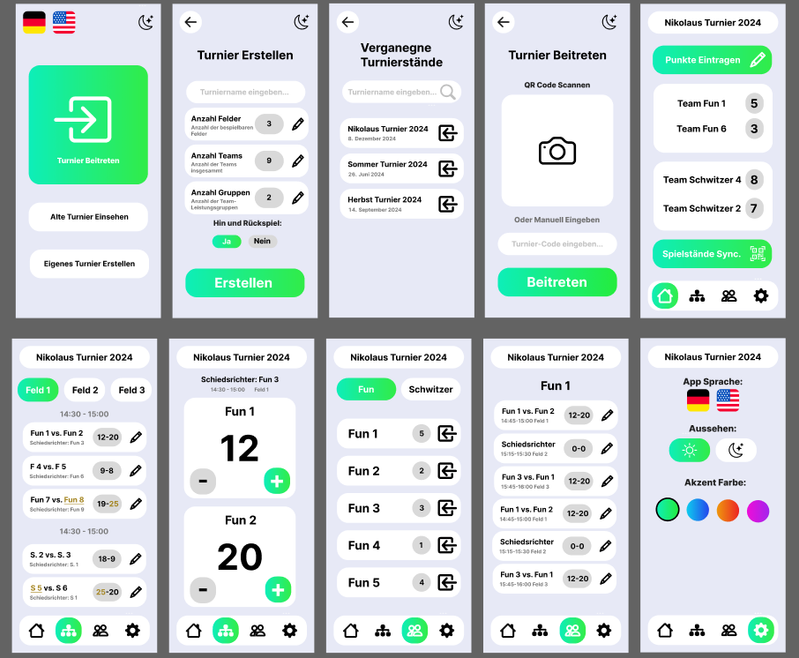 Turnier Beitreten
Alte Turnier Einsehen
Eigenes Turnier Erstellen
Turnier Erstellen
Turniername eingeben...
Anzahl Felder
Anzahl der bespielbaren
Felder
3
Anzahl Teams
Anzahl der Teams
insgesammt
9
Anzahl Gruppen
Anzahl der Team-
Leistungsgruppen
2
Hin und Rückspiel:
Ja
Nein
Erstellen
Verganegne
Turnierstände
Turniername eingeben...
Nikolaus Turnier 2024
8. Dezember 2024
Sommer Turnier 2024
26. Juni 2024
Herbst Turnier 2024
14. September 2024
Turnier Beitreten
QR Code Scannen
Oder Manuell Eingeben
Turnier-Code eingeben...
Beitreten
Nikolaus Turnier 2024
Punkte Eintragen
Team Fun 1
5
Team Fun 6
3
Team Schwitzer 4
8
Team Schwitzer 2
7
Spielstände Sync.
Nikolaus Turnier 2024
Feld 1
Feld 2
Feld 3
14:30 - 15:00
Fun 1 vs. Fun 2
Schiedsrichter: Fun 3
12-20
F 4 vs. F 5
Schiedsrichter: Fun 6
9-8
Fun 7 vs. Fun 8
Schiedsrichter: Fun 9
19-25
14:30 - 15:00
S. 2 vs. S. 3
Schiedsrichter: S. 1
18-9
S 5 vs. S 6
Schiedsrichter: S 1
25-20
Nikolaus Turnier 2024
Schiedsrichter: Fun 3
14:30 - 15:00
Feld 1
Fun 1
12
-
+
Fun 2
20
-
+
Nikolaus Turnier 2024
Fun
Schwitzer
Fun 1
5
Fun 2
2
Fun 3
3
Fun 4
1
Fun 5
4
Nikolaus Turnier 2024
Fun 1
Fun 1 vs. Fun 2
14:45-15:00 Feld 1
12-20
Schiedsrichter
15:15-15:30 Feld 2
0-0
Fun 3 vs. Fun 1
15:45-16:00 Feld 3
12-20
Fun 1 vs. Fun 2
14:45-15:00 Feld 1
12-20
Schiedsrichter
15:15-15:30 Feld 2
0-0
Fun 3 vs. Fun 1
15:45-16:00 Feld 3
12-20
Nikolaus Turnier 2024
App Sprache:
Aussehen:
Akzent Farbe: